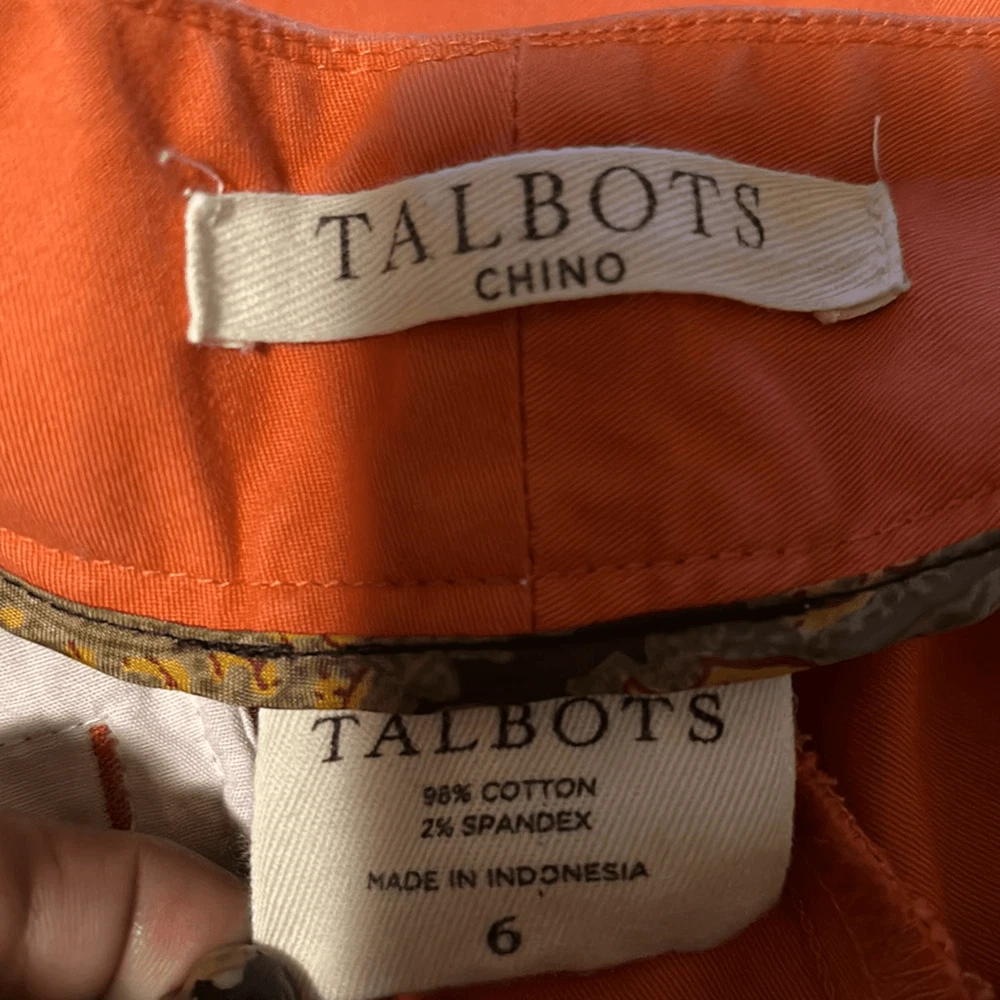 TALBOTS
CHINO
TALBOTS
98% COTTON
2% SPANDEX
MADE IN INDONESIA
6